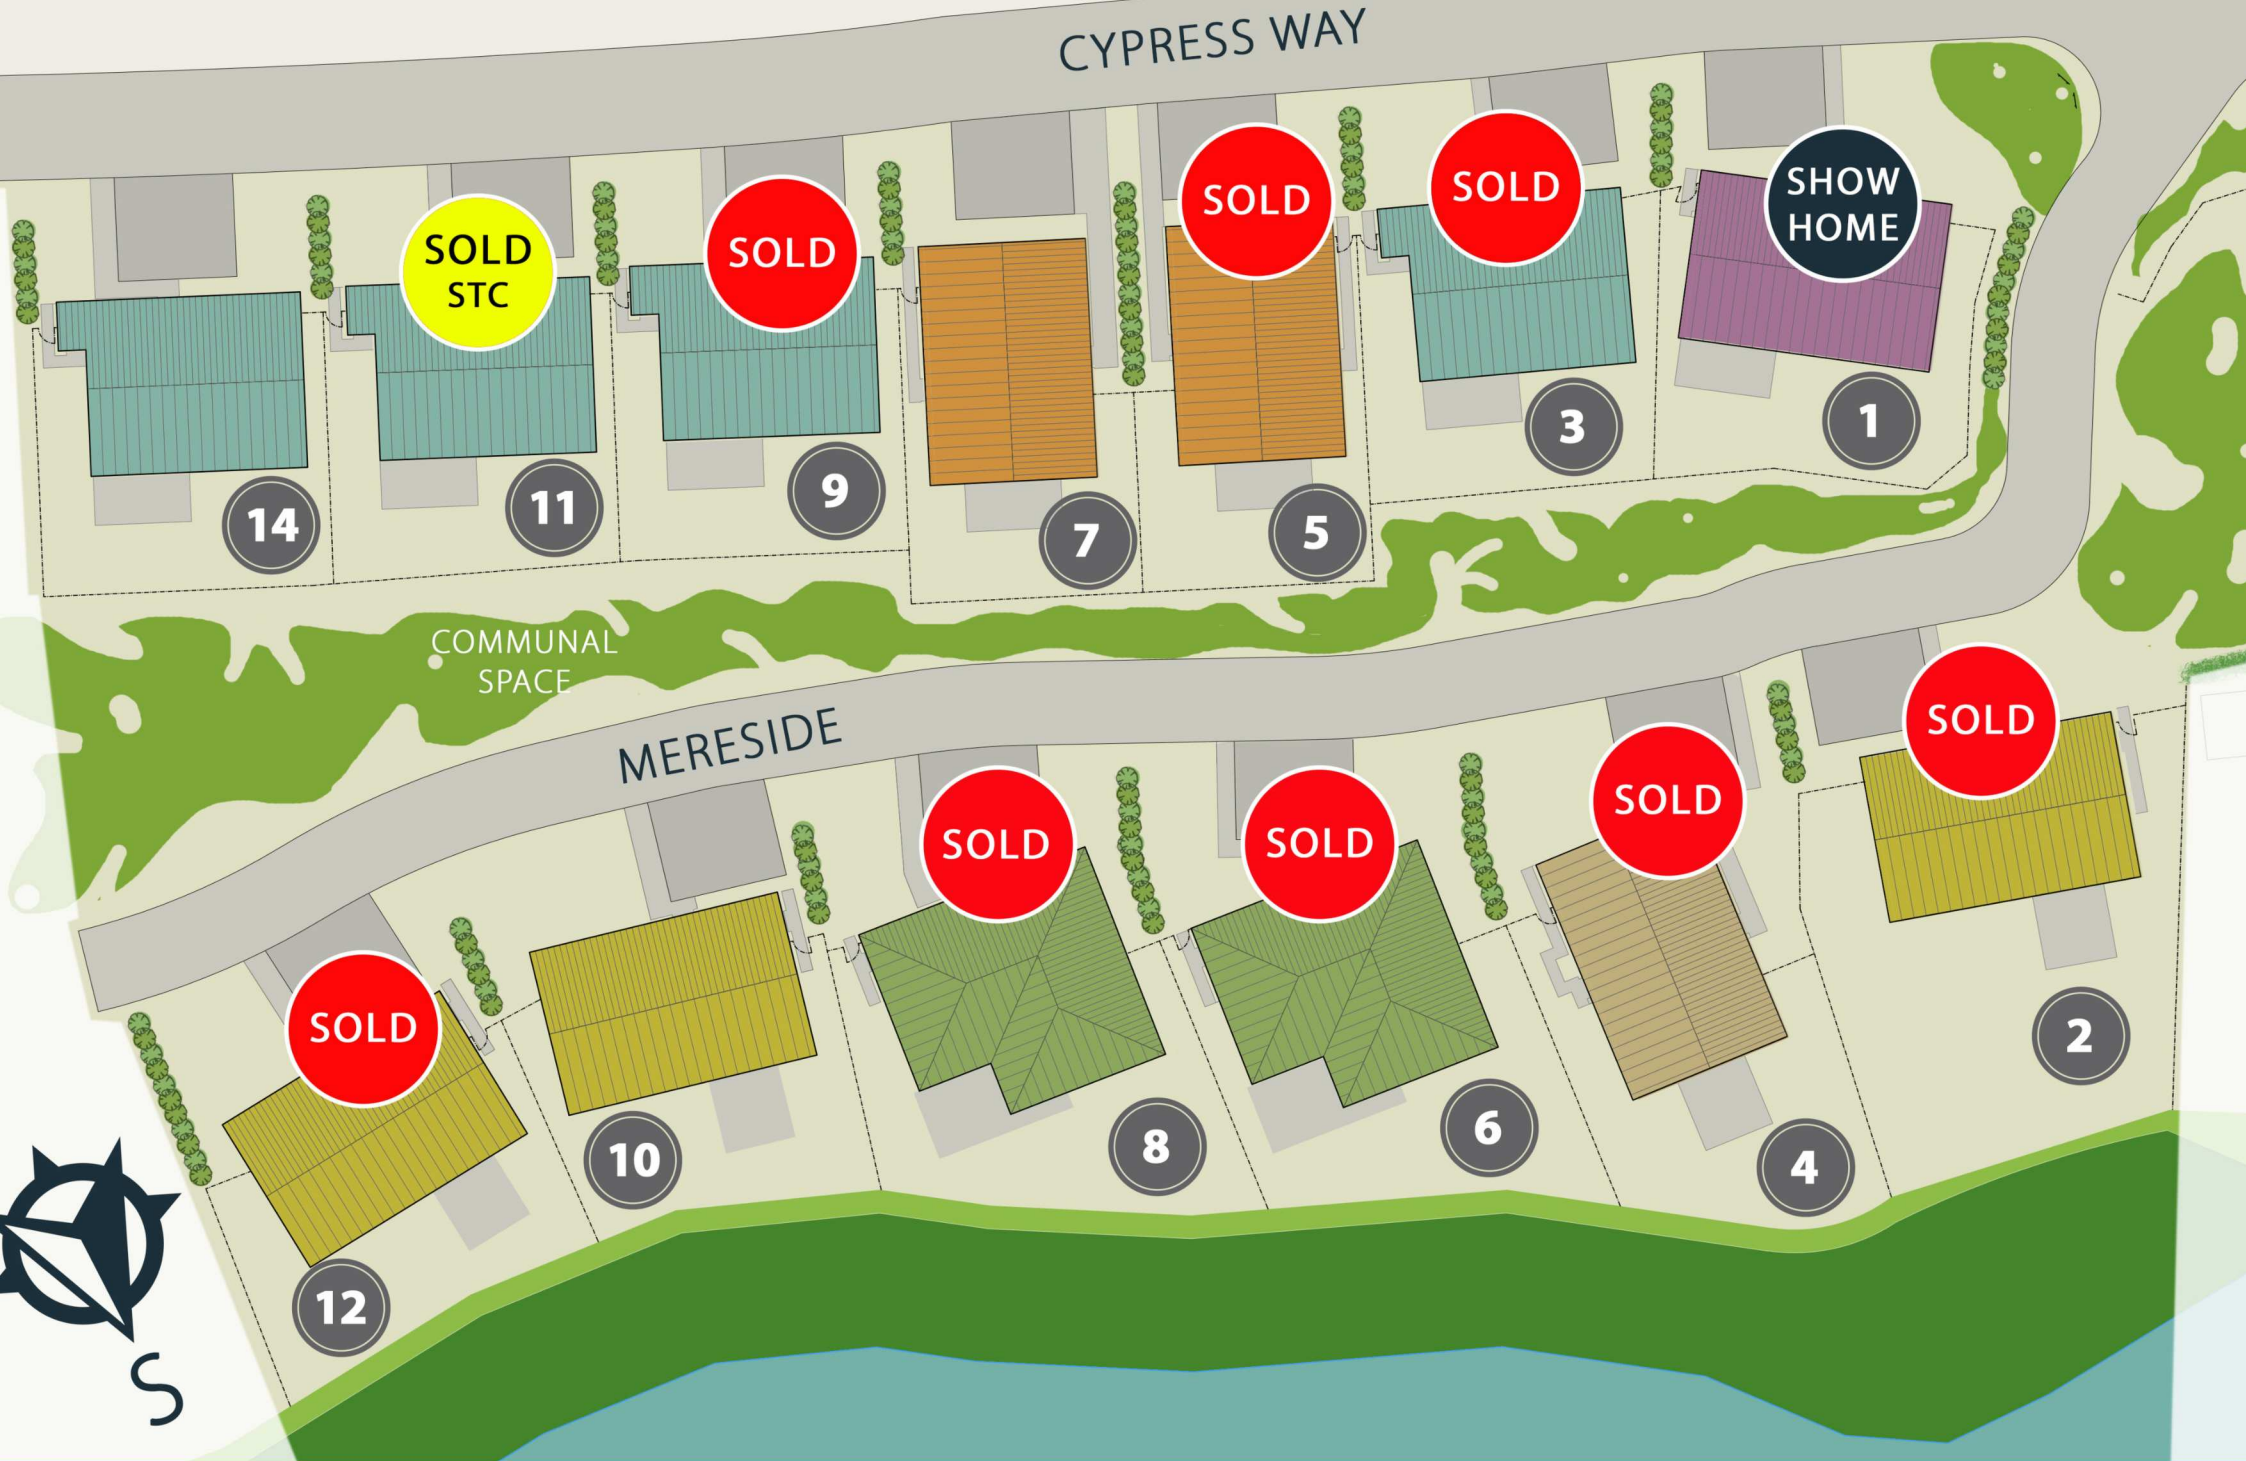 CYPRESS WAY
SOLD
STC
SOLD
SOLD
SOLD
SHOW
HOME
14
11
9
7
5
3
1
COMMUNAL
SPACE
MERESIDE
SOLD
SOLD
SOLD
SOLD
SOLD
12
10
8
6
4
2
S